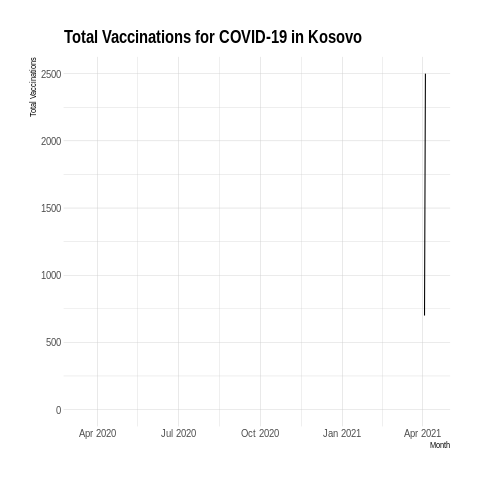 Total Vaccinations for COVID-19 in Kosovo
Total Vaccinations
2500
2000
1500
1000
500
0
Apr 2020 Jul 2020 Oct 2020 Jan 2021 Apr 2021
Month